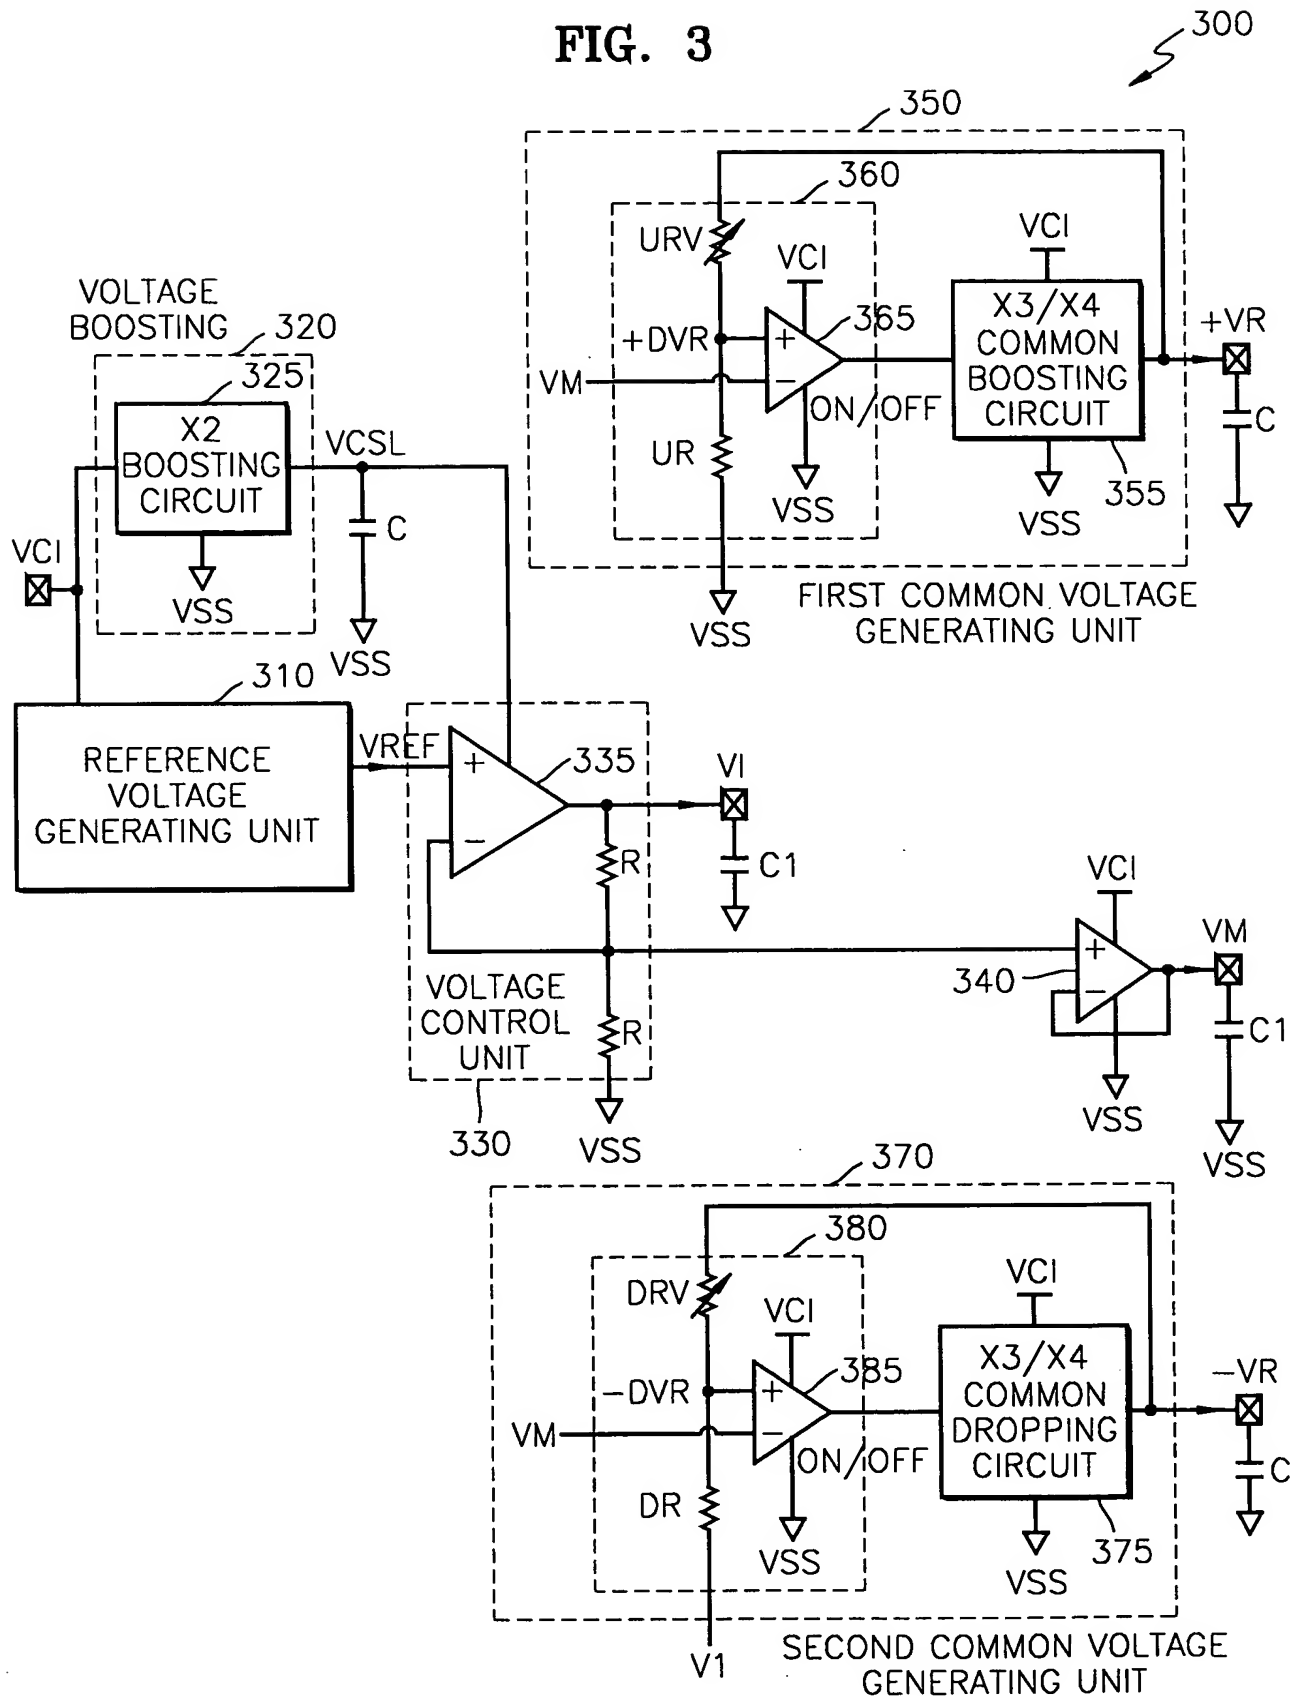 FIG. 3
300
350
360
URV
VCI
VCI
365
+DVR
+
VM
−
ON/OFF
UR
VSS
X3/X4
COMMON
BOOSTING
CIRCUIT
355
VSS
+VR
C
VSS
FIRST COMMON VOLTAGE
GENERATING UNIT
VOLTAGE
BOOSTING
320
325
X2
BOOSTING
CIRCUIT
VCSL
C
VCI
VSS
VSS
310
REFERENCE
VOLTAGE
GENERATING UNIT
VREF
+
−
335
VI
C1
R
R
VOLTAGE
CONTROL
UNIT
330
VSS
VCI
+
−
340
VM
C1
VSS
VSS
370
380
DRV
VCI
VCI
385
−DVR
+
VM
−
ON/OFF
DR
VSS
X3/X4
COMMON
DROPPING
CIRCUIT
375
VSS
−VR
C
V1
SECOND COMMON VOLTAGE
GENERATING UNIT